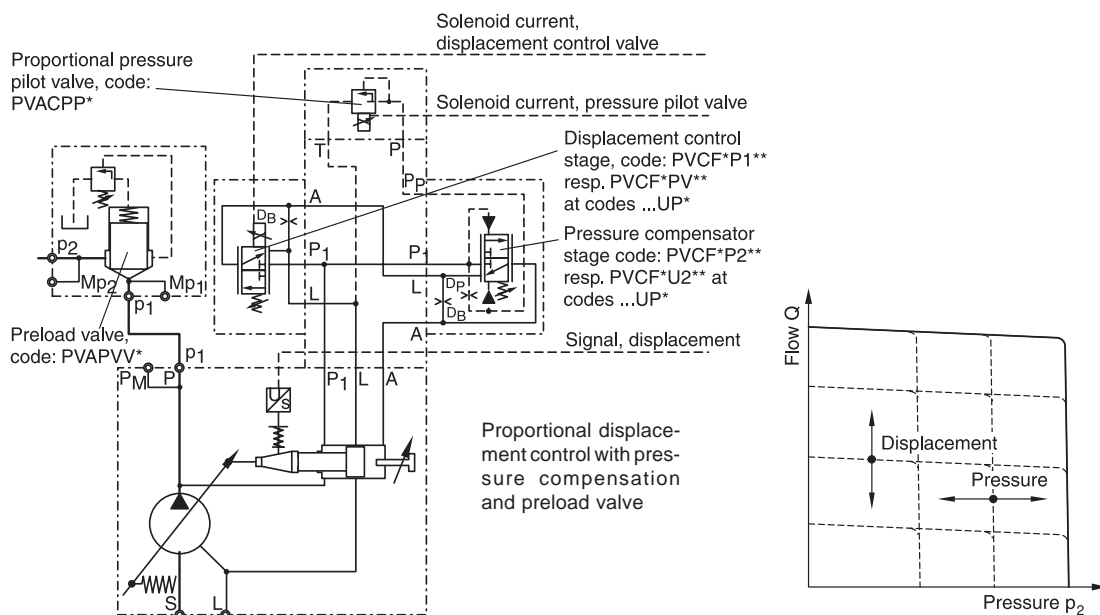 Solenoid current,
displacement control valve
Proportional pressure
pilot valve, code:
PVACPP*
Solenoid current, pressure pilot valve
T
P
Displacement control
stage, code: PVCF*P1**
resp. PVCF*PV**
at codes ...UP*
PP
A
DB
p2
P1
P1
Pressure compensator
stage code: PVCF*P2**
resp. PVCF*U2** at
codes ...UP*
Mp2
Mp1
p1
L
L
DP
DB
A
Preload valve,
code: PVAPVV*
p1
Signal, displacement
PM
P
P1
L
A
U
S
Proportional displace-
ment control with pres-
sure compensation
and preload valve
S
L
Flow Q
Displacement
Pressure
Pressure p2